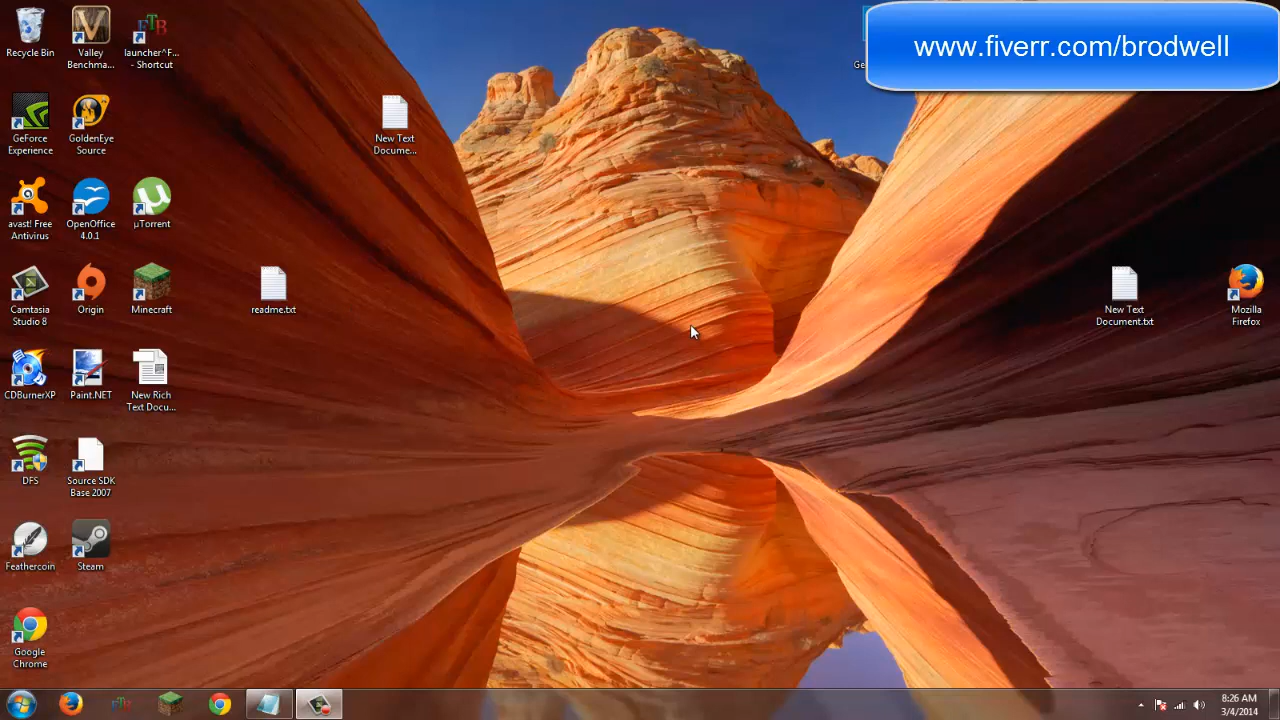 www.fiverr.com/brodwell
Recycle Bin
Valley
Benchma...
launcher^F...
- Shortcut
Ge
GeForce
Experience
GoldenEye
Source
New Text
Docume...
avast! Free
Antivirus
OpenOffice
4.0.1
µTorrent
Camtasia
Studio 8
Origin
Minecraft
readme.txt
New Text
Document.txt
Mozilla
Firefox
CDBurnerXP
Paint.NET
New Rich
Text Docu...
DFS
Source SDK
Base 2007
Feathercoin
Steam
Google
Chrome
8:26 AM
3/4/2014